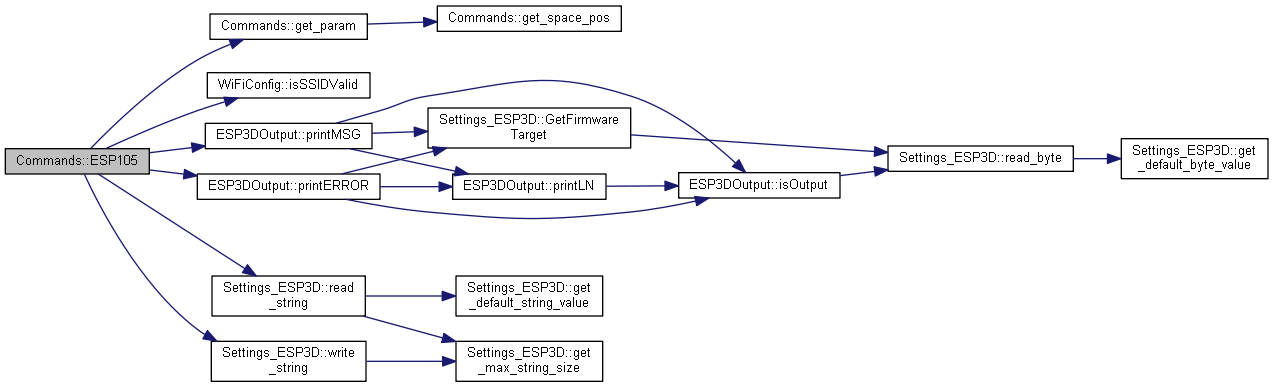 Commands::get_param
Commands::get_space_pos
WiFiConfig::isSSIDValid
ESP3DOutput::printMSG
Settings_ESP3D::GetFirmware
Target
Commands::ESP105
ESP3DOutput::printERROR
ESP3DOutput::printLN
ESP3DOutput::isOutput
Settings_ESP3D::read_byte
Settings_ESP3D::get
_default_byte_value
Settings_ESP3D::read
_string
Settings_ESP3D::get
_default_string_value
Settings_ESP3D::write
_string
Settings_ESP3D::get
_max_string_size